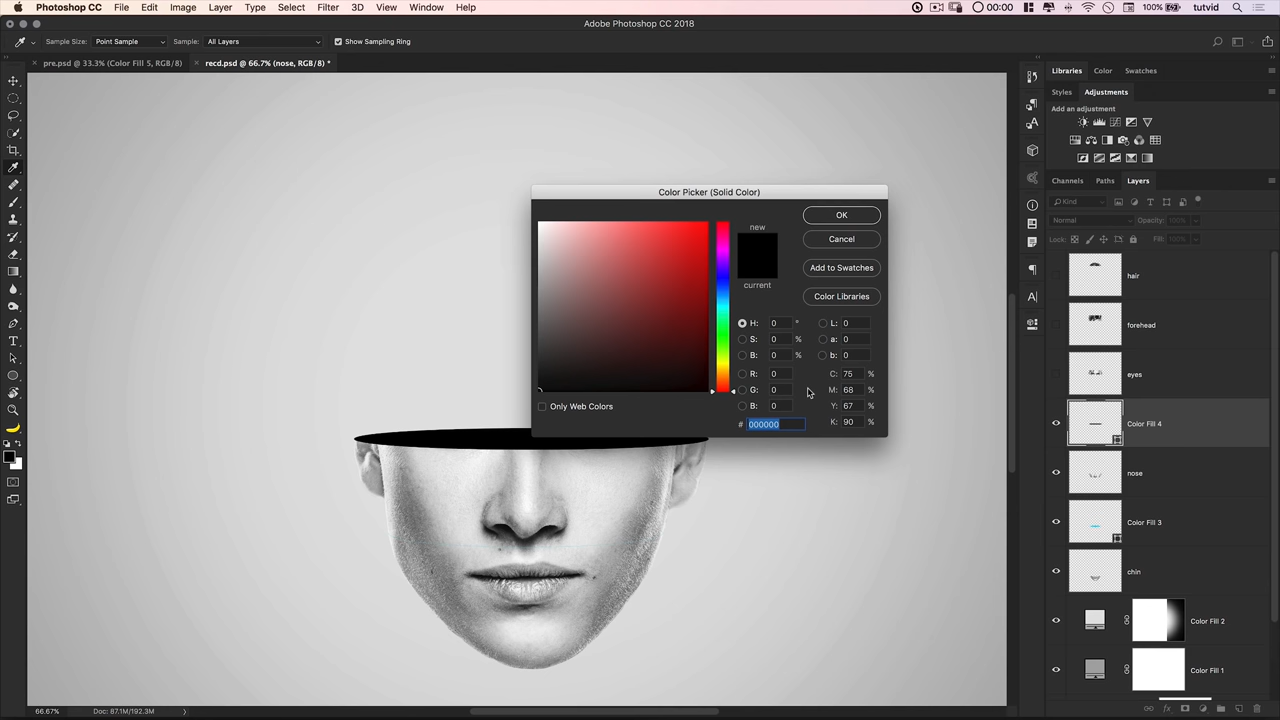 Photoshop CC File Edit Image Layer Type Select Filter 3D View Window Help 00:00 100% tutvid
Adobe Photoshop CC 2018
Sample Size: Point Sample Sample: All Layers Show Sampling Ring
pre.psd @ 33.3% (Color Fill 5, RGB/8) recd.psd @ 66.7% (nose, RGB/8) *
Libraries Color Swatches
Styles Adjustments
Add an adjustment
Channels Paths Layers
Kind
Normal Opacity: 100%
Lock: Fill: 100%
hair
forehead
eyes
Color Fill 4
nose
Color Fill 3
chin
Color Fill 2
Color Fill 1
Color Picker (Solid Color)
new
current
OK
Cancel
Add to Swatches
Color Libraries
H: 0 ° L: 0
S: 0 % a: 0
B: 0 % b: 0
R: 0 C: 75 %
G: 0 M: 68 %
B: 0 Y: 67 %
# 000000 K: 90 %
Only Web Colors
66.67% Doc: 87.1M/192.3M